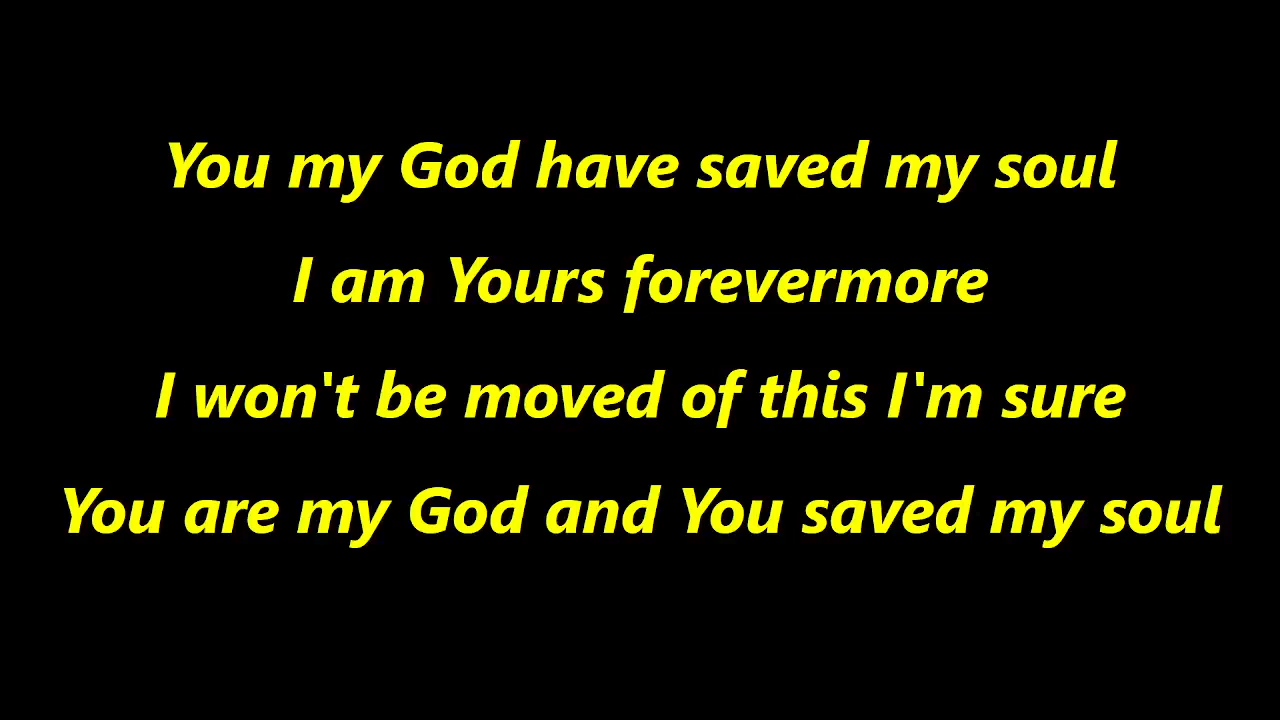 You my God have saved my soul
I am Yours forevermore
I won't be moved of this I'm sure
You are my God and You saved my soul